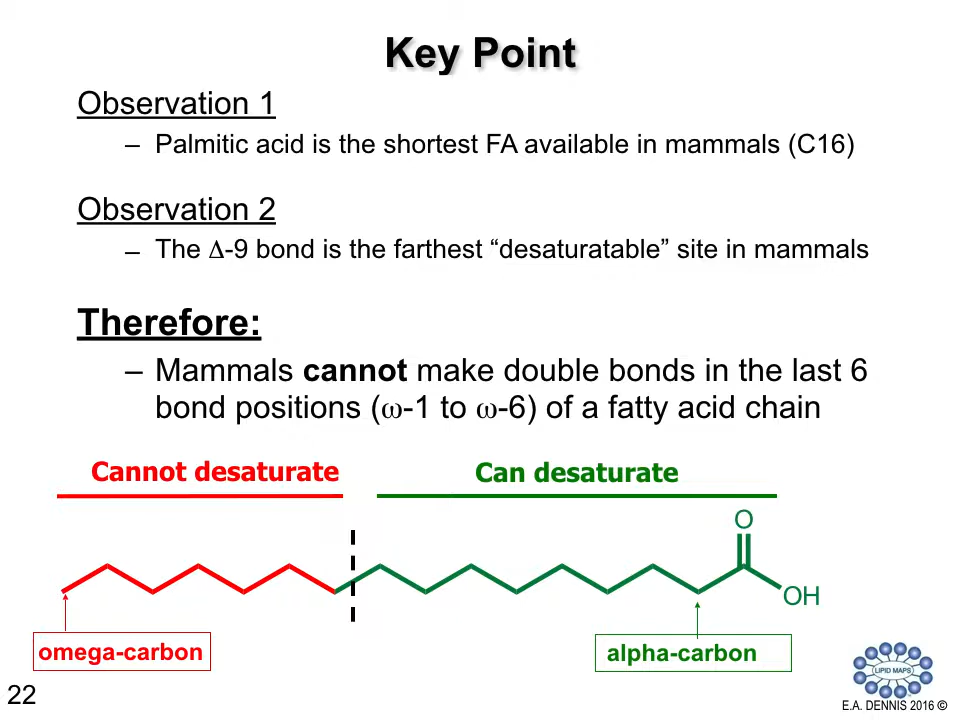 Key Point
Observation 1
– Palmitic acid is the shortest FA available in mammals (C16)
Observation 2
– The Δ-9 bond is the farthest “desaturatable” site in mammals
Therefore:
– Mammals cannot make double bonds in the last 6
bond positions (ω-1 to ω-6) of a fatty acid chain
Cannot desaturate
Can desaturate
O
OH
omega-carbon
alpha-carbon
LIPID MAPS
22
E.A. DENNIS 2016 ©